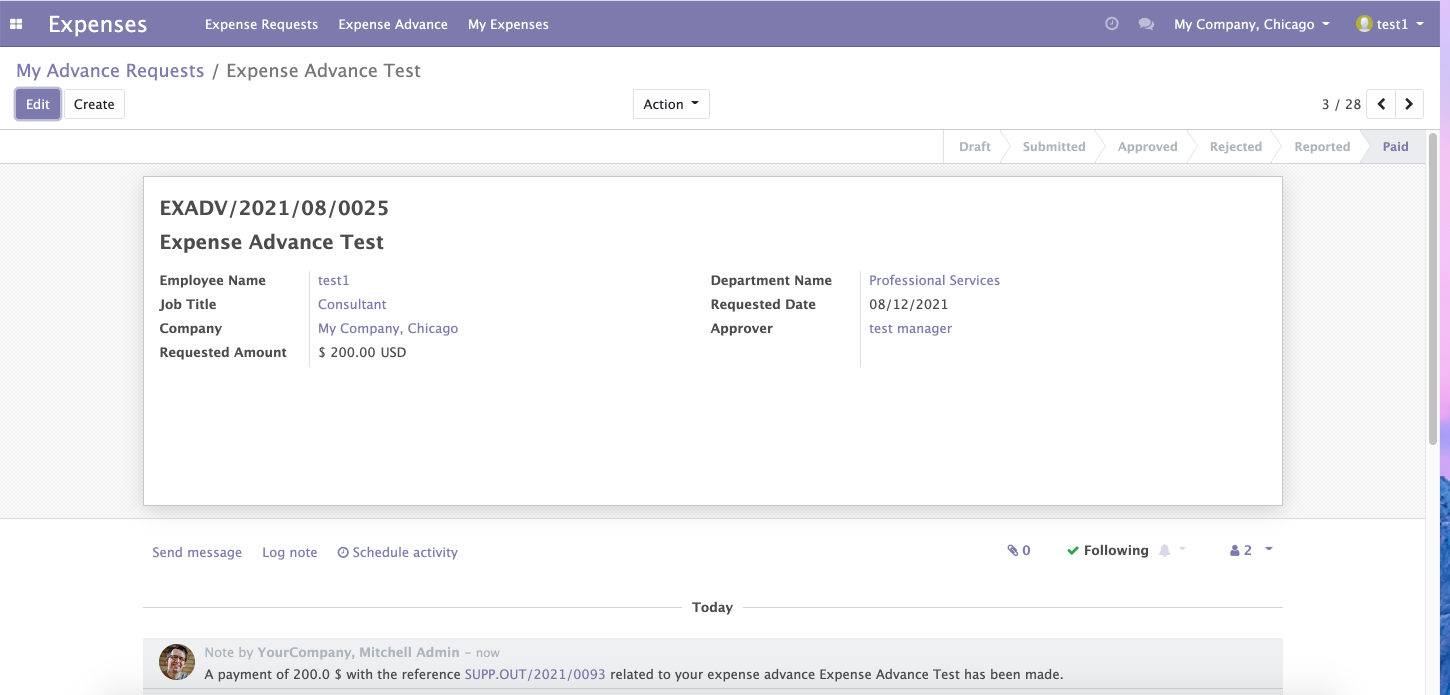 Expenses Expense Requests Expense Advance My Expenses My Company, Chicago test1
My Advance Requests / Expense Advance Test
Edit Create Action 3 / 28
Draft Submitted Approved Rejected Reported Paid
EXADV/2021/08/0025
Expense Advance Test
Employee Name test1 Department Name Professional Services
Job Title Consultant Requested Date 08/12/2021
Company My Company, Chicago Approver test manager
Requested Amount $ 200.00 USD
Send message Log note Schedule activity 0 Following 2
Today
Note by YourCompany, Mitchell Admin - now
A payment of 200.0 $ with the reference SUPP.OUT/2021/0093 related to your expense advance Expense Advance Test has been made.